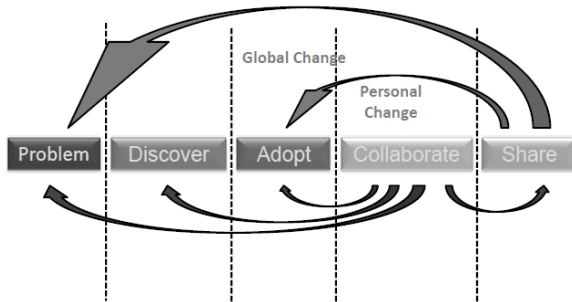 Global Change
Personal
Change
Problem
Discover
Adopt
Collaborate
Share